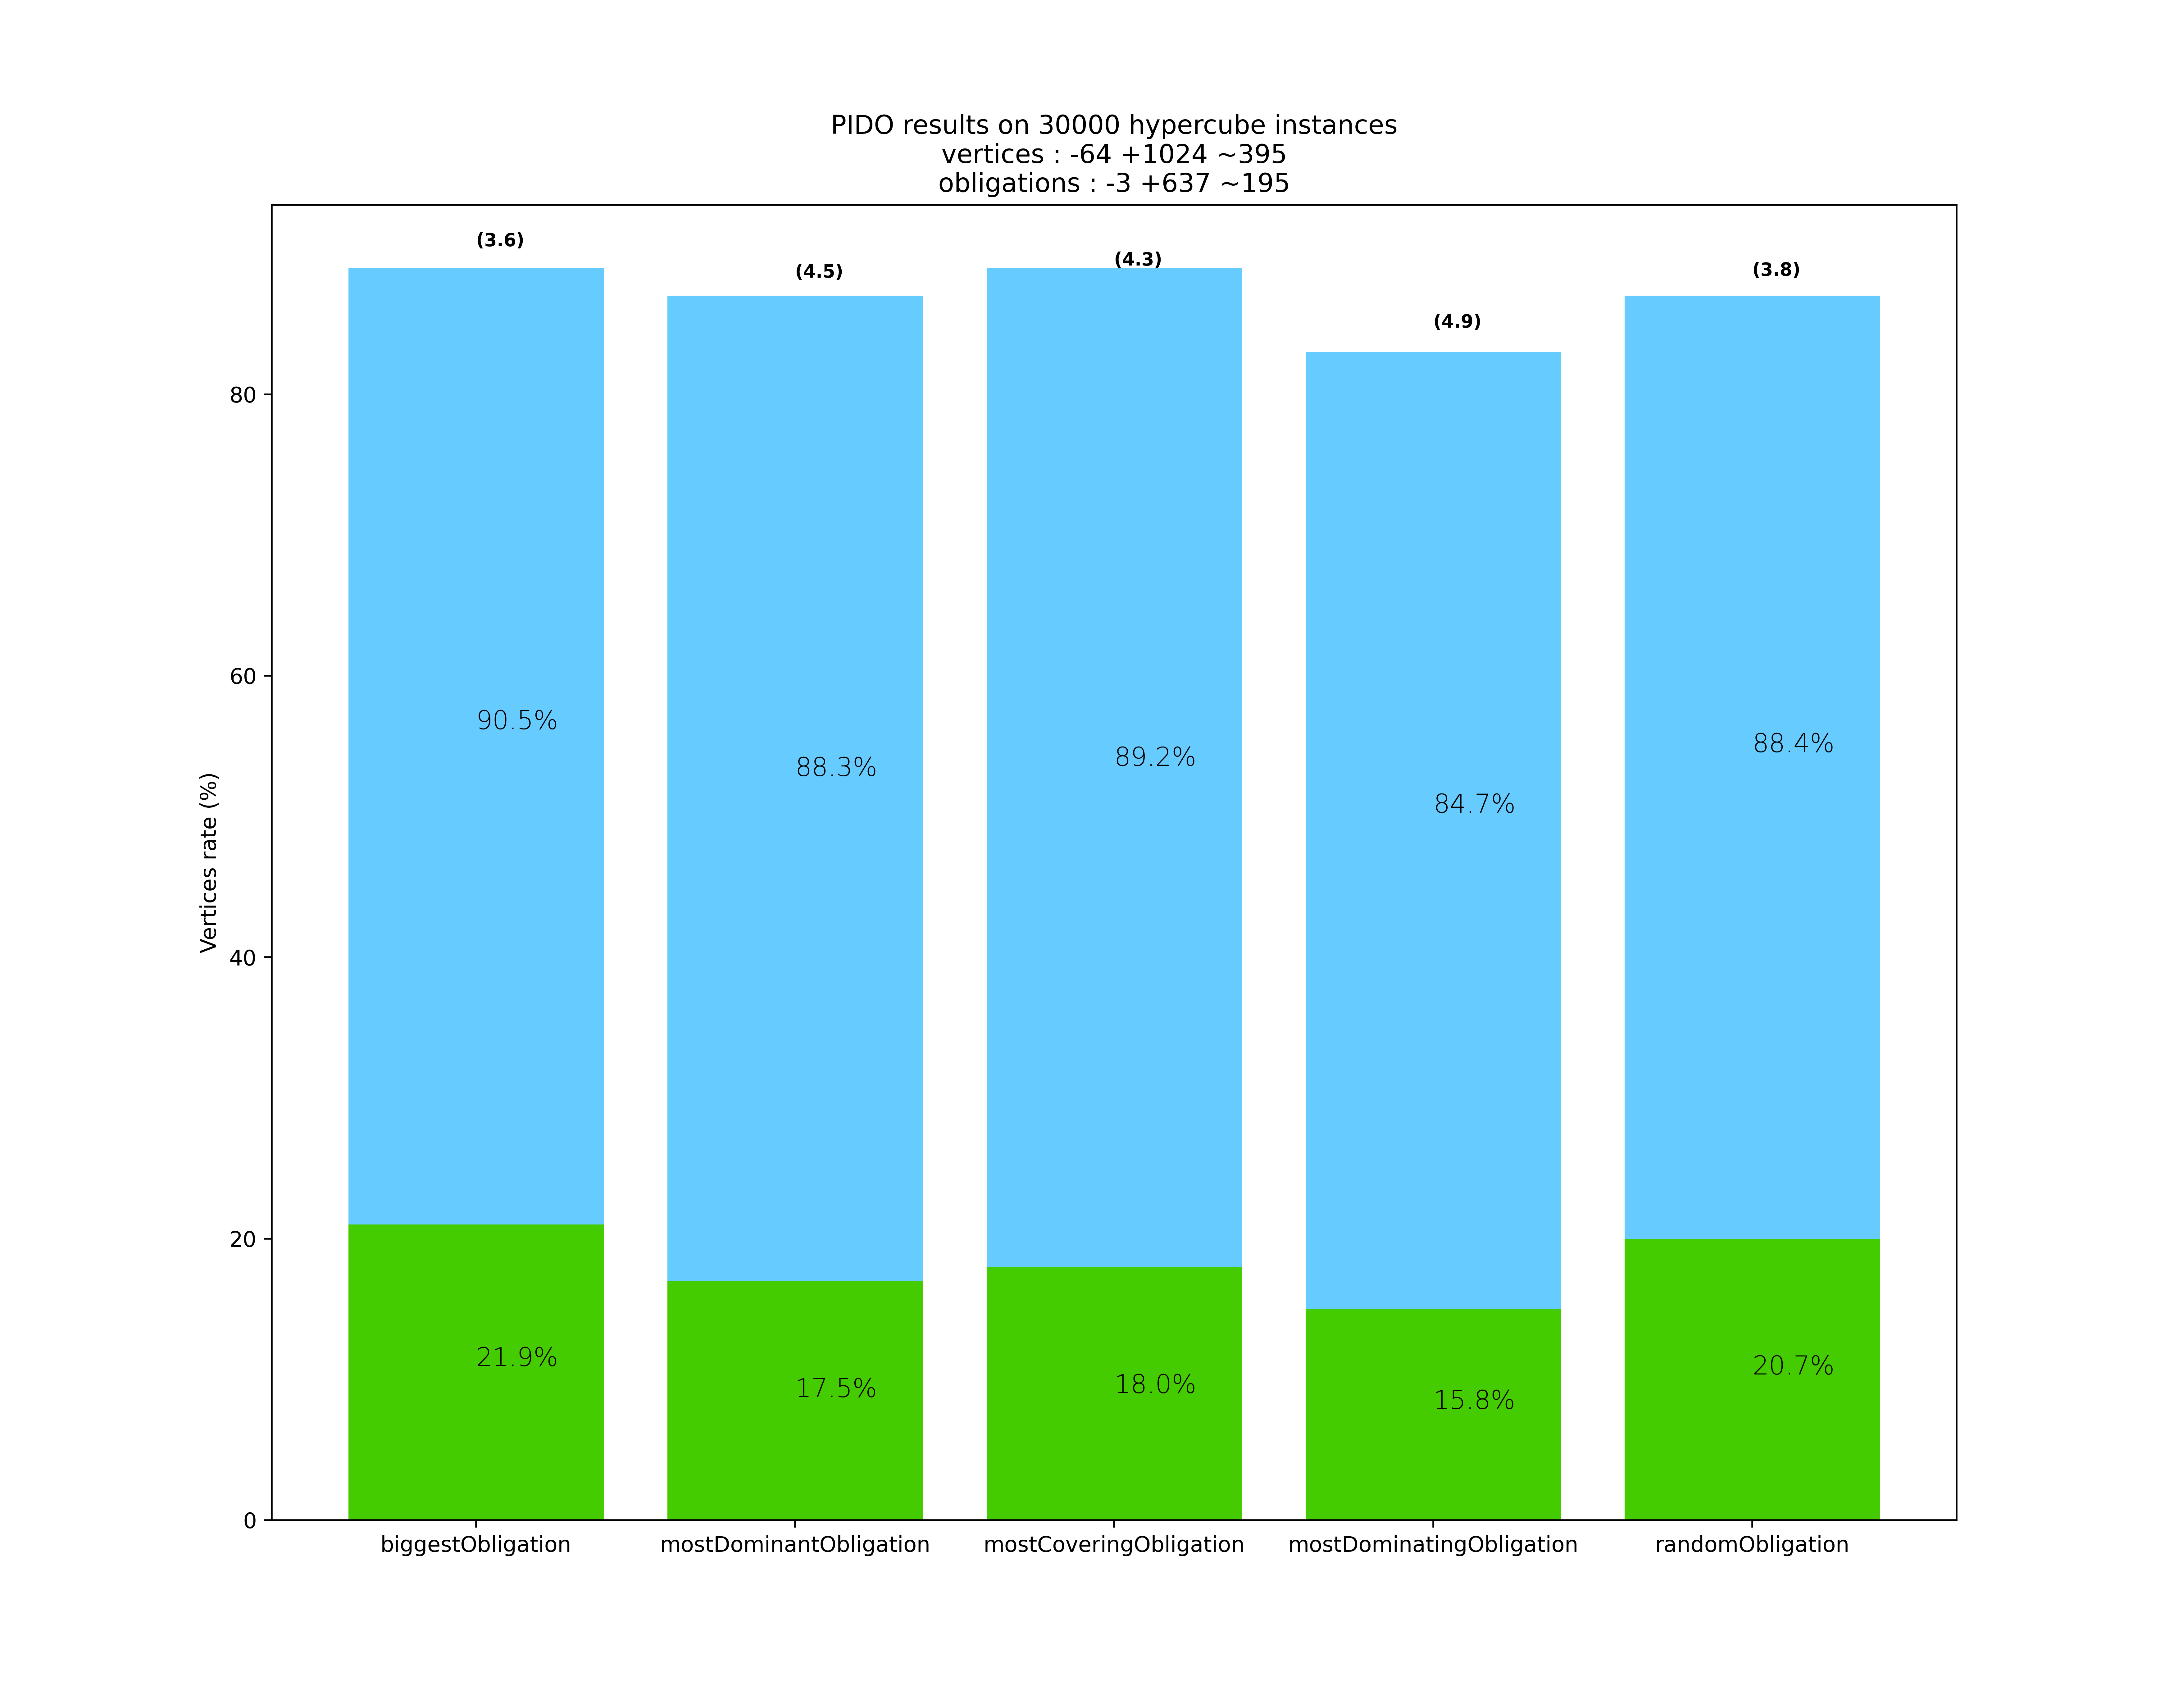 PIDO results on 30000 hypercube instances
vertices : -64 +1024 ~395
obligations : -3 +637 ~195
(3.6)
(4.5)
(4.3)
(4.9)
(3.8)
80
60
40
20
0
Vertices rate (%)
90.5%
88.3%
89.2%
84.7%
88.4%
21.9%
17.5%
18.0%
15.8%
20.7%
biggestObligation
mostDominantObligation
mostCoveringObligation
mostDominatingObligation
randomObligation